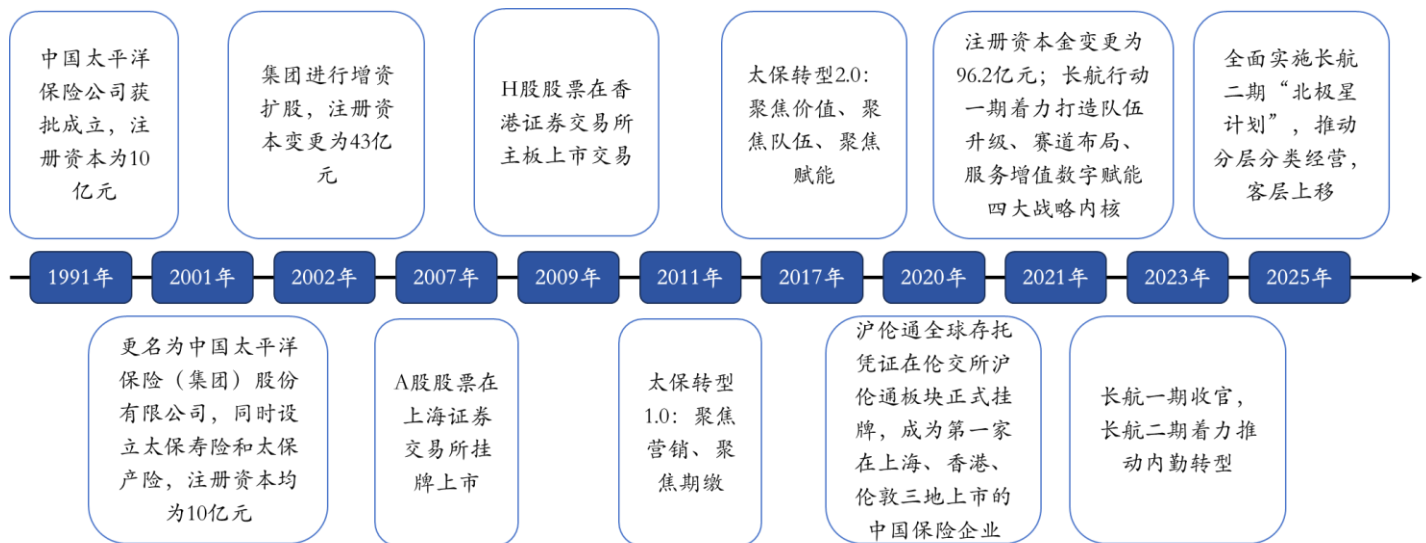 中国太平洋
保险公司获
批成立，注
册资本为10
亿元
集团进行增资
扩股，注册资
本变更为43亿
元
H股股票在香
港证券交易所
主板上市交易
太保转型2.0：
聚焦价值、聚
焦队伍、聚焦
赋能
注册资本金变更为
96.2亿元；长航行动
一期着力打造队伍
升级、赛道布局、
服务增值数字赋能
四大战略内核
全面实施长航
二期“北极星
计划”，推动
分层分类经营，
客层上移
1991年
2001年
2002年
2007年
2009年
2011年
2017年
2020年
2021年
2023年
2025年
更名为中国太平洋
保险（集团）股份
有限公司，同时设
立太保寿险和太保
产险，注册资本均
为10亿元
A股股票在
上海证券
交易所挂
牌上市
太保转型
1.0：聚焦
营销、聚
焦期缴
沪伦通全球存托
凭证在伦交所沪
伦通板块正式挂
牌，成为第一家
在上海、香港、
伦敦三地上市的
中国保险企业
长航一期收官，
长航二期着力推
动内勤转型